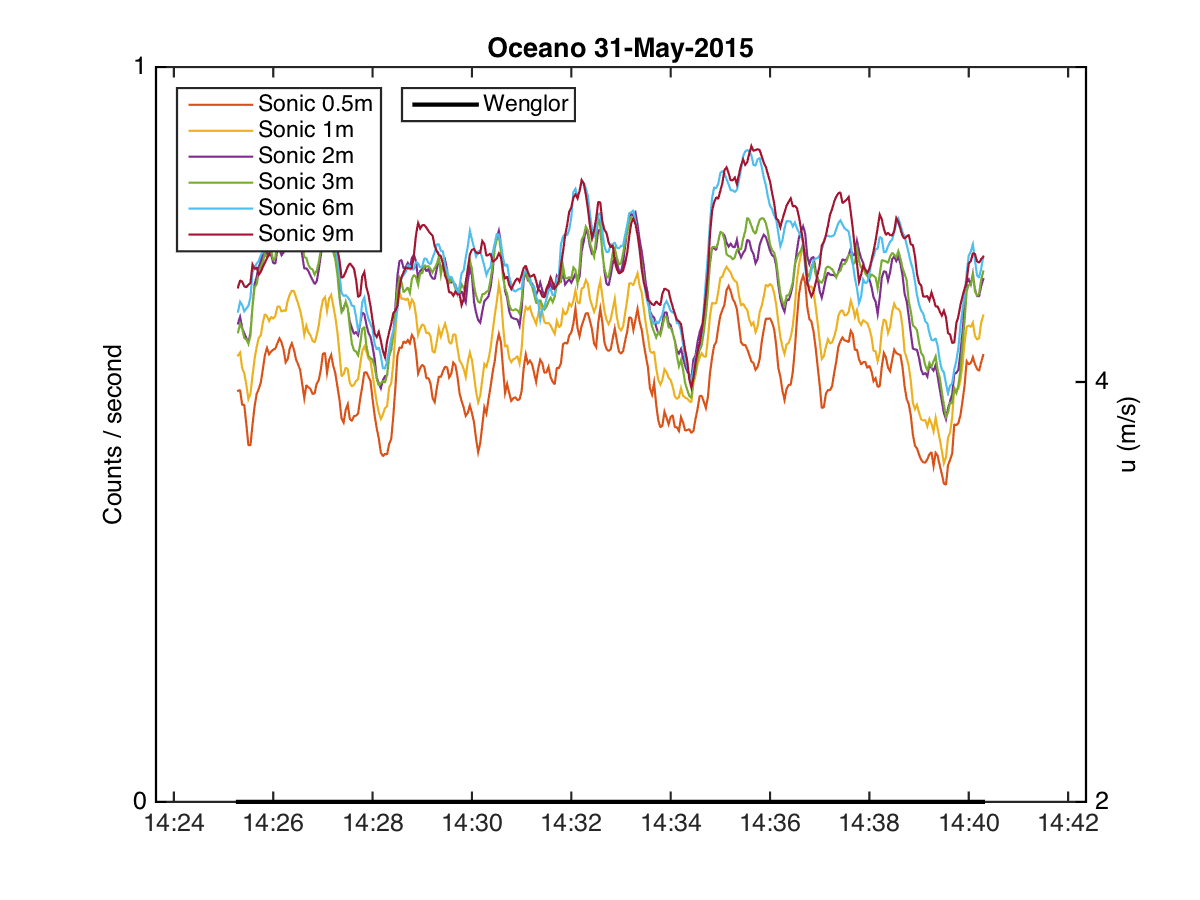 Oceano 31-May-2015
1
Sonic 0.5m
Sonic 1m
Sonic 2m
Sonic 3m
Sonic 6m
Sonic 9m
Wenglor
Counts / second
4
u (m/s)
0
2
14:24 14:26 14:28 14:30 14:32 14:34 14:36 14:38 14:40 14:42